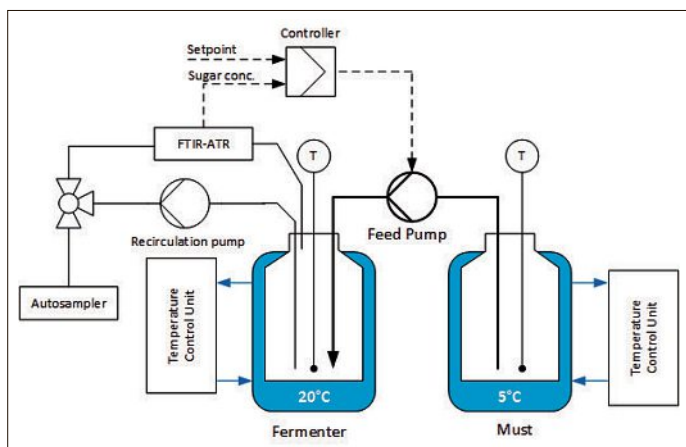 Controller
Setpoint
Sugar conc.
FTIR-ATR
T
T
Recirculation pump
Feed Pump
Autosampler
Temperature
Control Unit
Temperature
Control Unit
20°C
5°C
Fermenter
Must